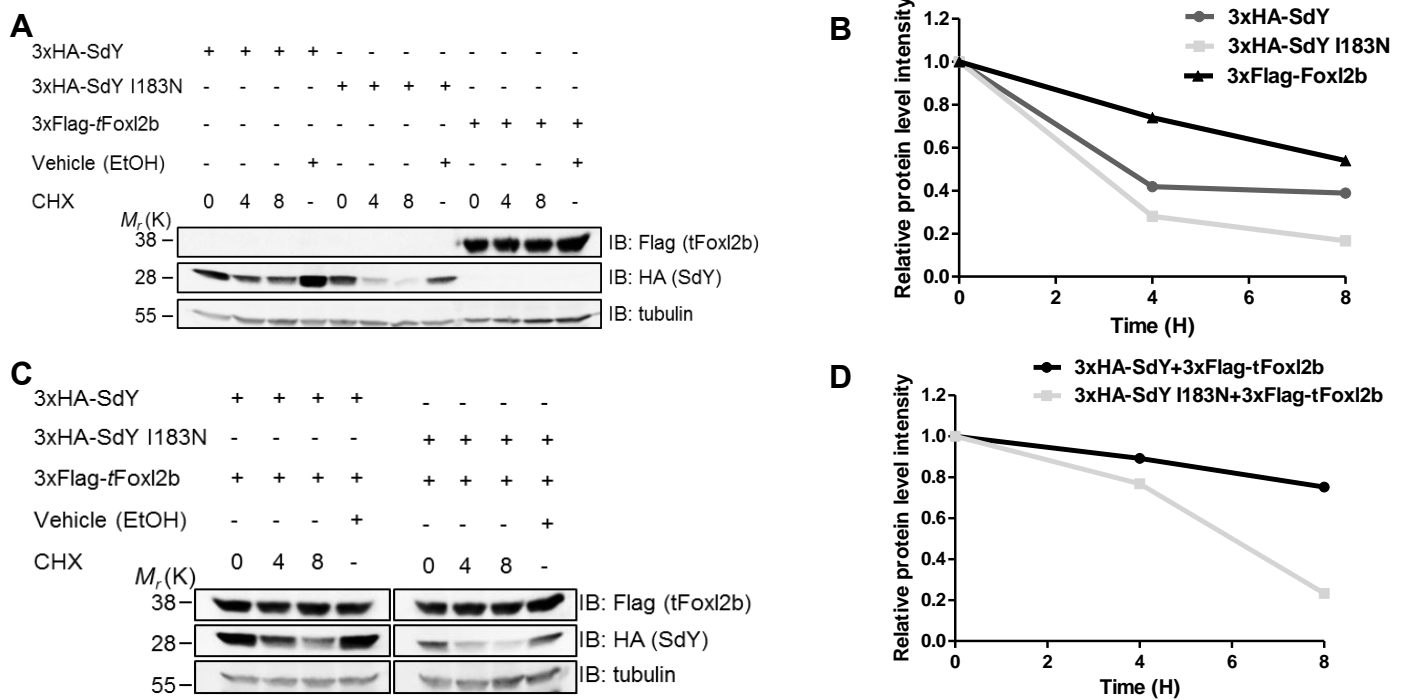 A
3xHA-SdY + + + + - - - - - - - -
3xHA-SdY I183N - - - - + + + + - - - -
3xFlag-tFoxl2b - - - - - - - - + + + +
Vehicle (EtOH) - - - + - - - + - - - +
CHX 0 4 8 - 0 4 8 - 0 4 8 -
Mr (K)
38 IB: Flag (tFoxl2b)
28 IB: HA (SdY)
55 IB: tubulin
B
3xHA-SdY
3xHA-SdY I183N
3xFlag-Foxl2b
Relative protein level intensity
1.2
1.0
0.8
0.6
0.4
0.2
0.0
0 2 4 6 8
Time (H)
C
3xHA-SdY + + + + - - - -
3xHA-SdY I183N - - - - + + + +
3xFlag-tFoxl2b + + + + + + + +
Vehicle (EtOH) - - - + - - - +
CHX 0 4 8 - 0 4 8 -
Mr (K)
38 IB: Flag (tFoxl2b)
28 IB: HA (SdY)
55 IB: tubulin
D
3xHA-SdY+3xFlag-tFoxl2b
3xHA-SdY I183N+3xFlag-tFoxl2b
Relative protein level intensity
1.2
1.0
0.8
0.6
0.4
0.2
0.0
0 2 4 6 8
Time (H)